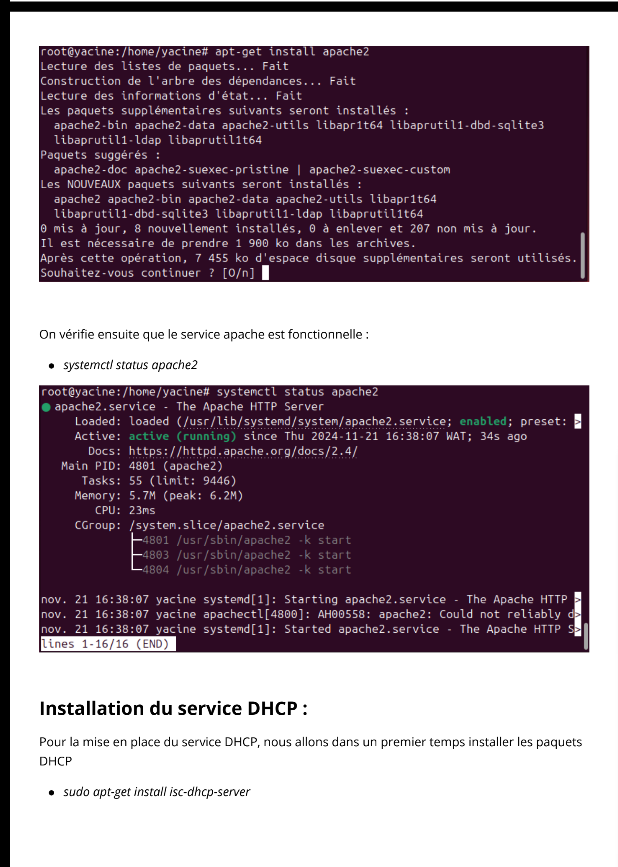 root@yacine:/home/yacine# apt-get install apache2
Lecture des listes de paquets... Fait
Construction de l'arbre des dépendances... Fait
Lecture des informations d'état... Fait
Les paquets supplémentaires suivants seront installés :
  apache2-bin apache2-data apache2-utils libapr1t64 libaprutil1-dbd-sqlite3
  libaprutil1-ldap libaprutil1t64
Paquets suggérés :
  apache2-doc apache2-suexec-pristine | apache2-suexec-custom
Les NOUVEAUX paquets suivants seront installés :
  apache2 apache2-bin apache2-data apache2-utils libapr1t64
  libaprutil1-dbd-sqlite3 libaprutil1-ldap libaprutil1t64
0 mis à jour, 8 nouvellement installés, 0 à enlever et 207 non mis à jour.
Il est nécessaire de prendre 1 900 ko dans les archives.
Après cette opération, 7 455 ko d'espace disque supplémentaires seront utilisés.
Souhaitez-vous continuer ? [O/n]
On vérifie ensuite que le service apache est fonctionnelle :
● systemctl status apache2
root@yacine:/home/yacine# systemctl status apache2
● apache2.service - The Apache HTTP Server
     Loaded: loaded (/usr/lib/systemd/system/apache2.service; enabled; preset: >
     Active: active (running) since Thu 2024-11-21 16:38:07 WAT; 34s ago
       Docs: https://httpd.apache.org/docs/2.4/
   Main PID: 4801 (apache2)
      Tasks: 55 (limit: 9446)
     Memory: 5.7M (peak: 6.2M)
        CPU: 23ms
     CGroup: /system.slice/apache2.service
             ├─4801 /usr/sbin/apache2 -k start
             ├─4803 /usr/sbin/apache2 -k start
             └─4804 /usr/sbin/apache2 -k start
nov. 21 16:38:07 yacine systemd[1]: Starting apache2.service - The Apache HTTP >
nov. 21 16:38:07 yacine apachectl[4800]: AH00558: apache2: Could not reliably d>
nov. 21 16:38:07 yacine systemd[1]: Started apache2.service - The Apache HTTP S>
lines 1-16/16 (END)
Installation du service DHCP :
Pour la mise en place du service DHCP, nous allons dans un premier temps installer les paquets
DHCP
● sudo apt-get install isc-dhcp-server